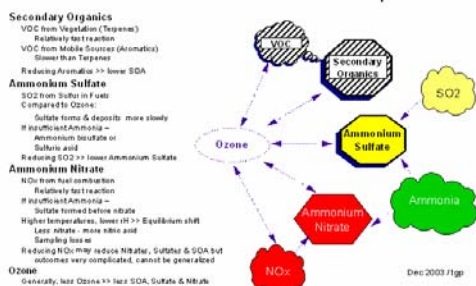 Secondary Organics
VOC from Vegetation (Terpenes)
Relatively fast reaction
VOC from Mobile Sources (Aromatics)
Slower than Terpenes
Reducing Aromatics >> lower SOA
Ammonium Sulfate
SO2 from Sulfur in Fuels
Compared to Ozone:
Sulfate forms & deposits more slowly
If insufficient Ammonia –
Ammonium bisulfate or
Sulfuric acid
Reducing SO2 >> lower Ammonium Sulfate
Ammonium Nitrate
NOx from fuel combustion
Relatively fast reaction
If insufficient Ammonia –
Sulfate formed before nitrate
Higher temperatures, lower rH >> Equilibrium shift
Less nitrate - more nitric acid
Sampling losses
Reducing NOx may reduce Nitrates, Sulfates & SOA but
outcomes very complicated, cannot be generalized
Ozone
Generally, less Ozone >> less SOA, Sulfate & Nitrate
VOC
Secondary
Organics
SO2
Ozone
Ammonium
Sulfate
Ammonia
Ammonium
Nitrate
NOx
Dec 2003 /tgp